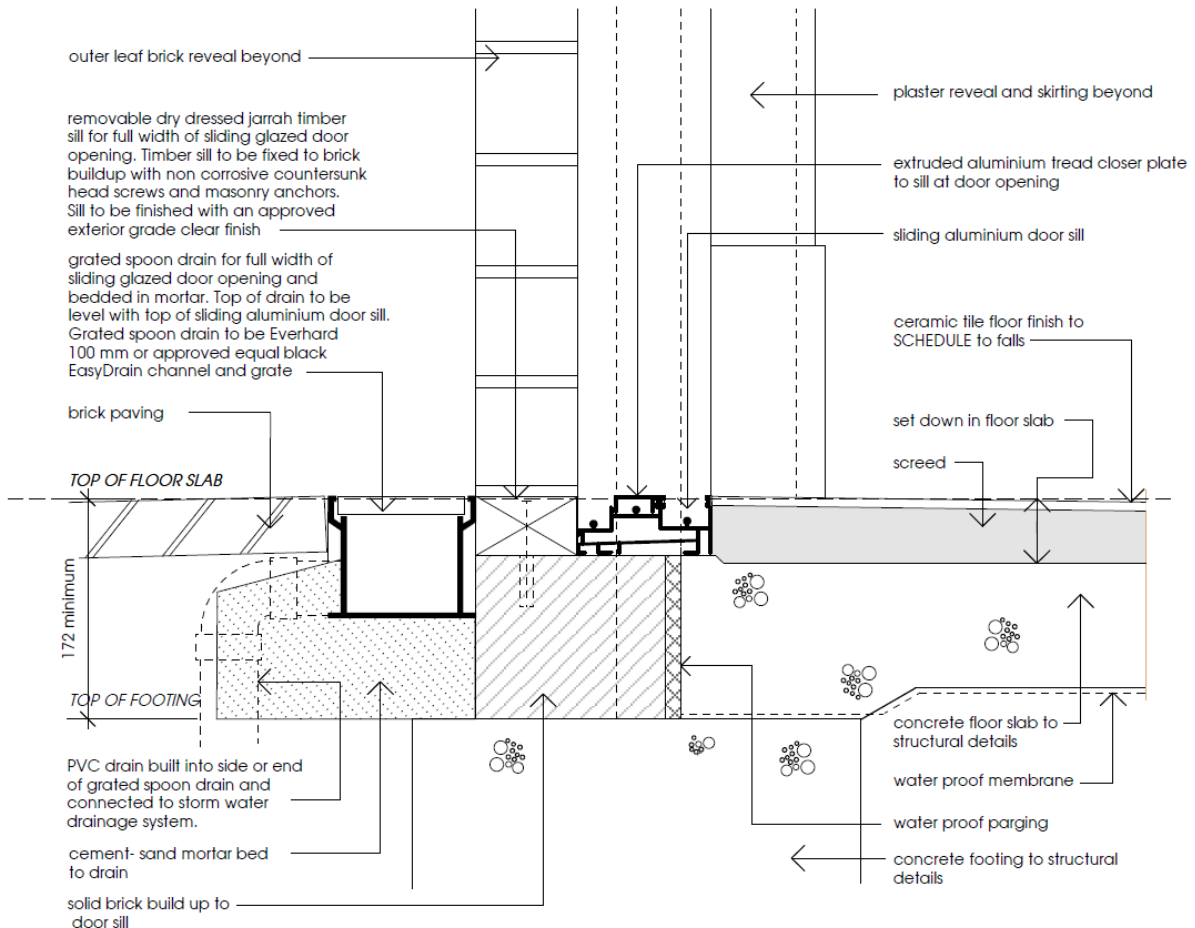 outer leaf brick reveal beyond
removable dry dressed jarrah timber
sill for full width of sliding glazed door
opening. Timber sill to be fixed to brick
buildup with non corrosive countersunk
head screws and masonry anchors.
Sill to be finished with an approved
exterior grade clear finish
grated spoon drain for full width of
sliding glazed door opening and
bedded in mortar. Top of drain to be
level with top of sliding aluminium door sill.
Grated spoon drain to be Everhard
100 mm or approved equal black
EasyDrain channel and grate
brick paving
TOP OF FLOOR SLAB
172 minimum
TOP OF FOOTING
PVC drain built into side or end
of grated spoon drain and
connected to storm water
drainage system.
cement- sand mortar bed
to drain
solid brick build up to
door sill
plaster reveal and skirting beyond
extruded aluminium tread closer plate
to sill at door opening
sliding aluminium door sill
ceramic tile floor finish to
SCHEDULE to falls
set down in floor slab
screed
concrete floor slab to
structural details
water proof membrane
water proof parging
concrete footing to structural
details